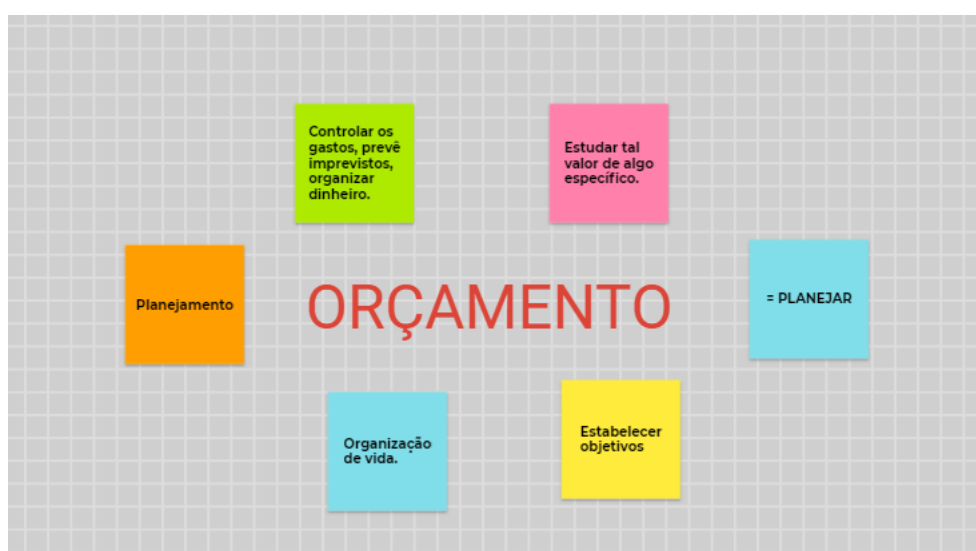 Controlar os
gastos, prevê
imprevistos,
organizar
dinheiro.
Estudar tal
valor de algo
específico.
Planejamento
ORÇAMENTO
= PLANEJAR
Organização
de vida.
Estabelecer
objetivos